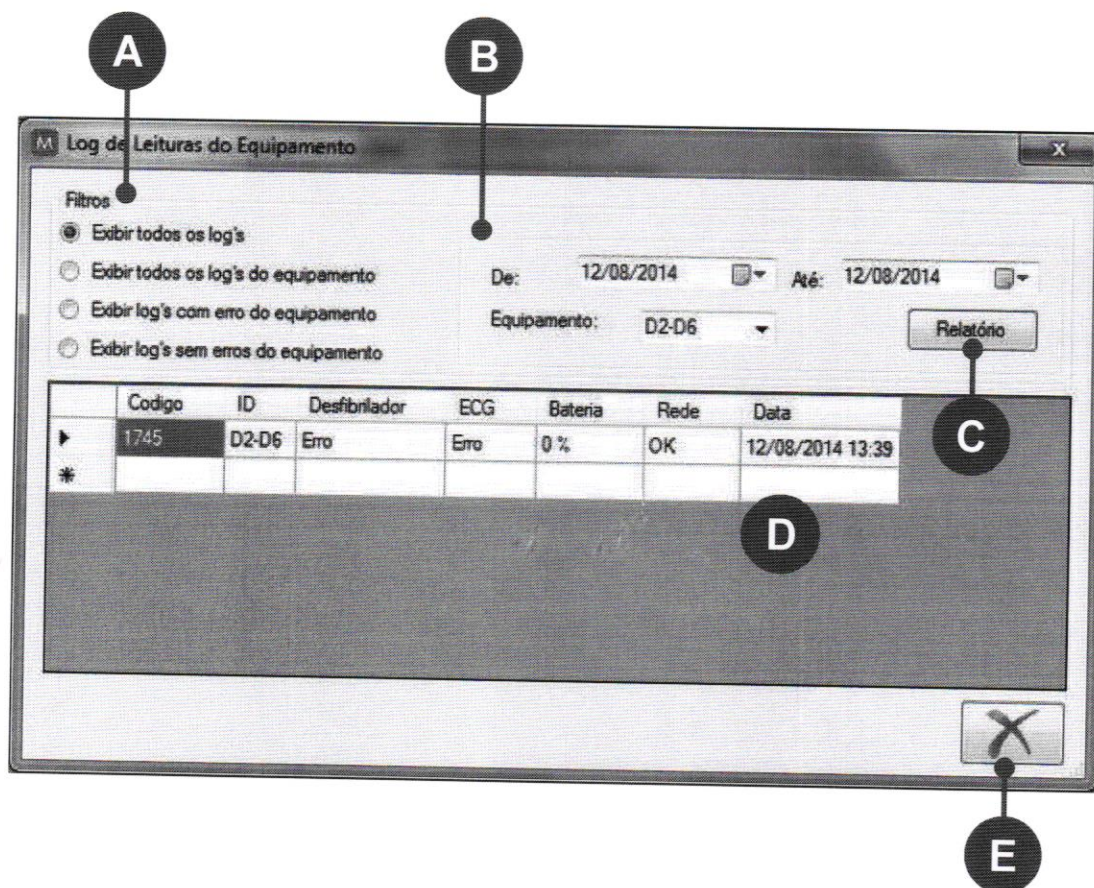 A
B
M Log de Leituras do Equipamento
X
Filtros
Exibir todos os log's
Exibir todos os log's do equipamento
Exibir log's com erro do equipamento
Exibir log's sem erros do equipamento
De: 12/08/2014 Até: 12/08/2014
Equipamento: D2-D6 Relatório
C
Codigo ID Desfibrilador ECG Bateria Rede Data
1745 D2-D6 Erro Erro 0 % OK 12/08/2014 13:39
D
E